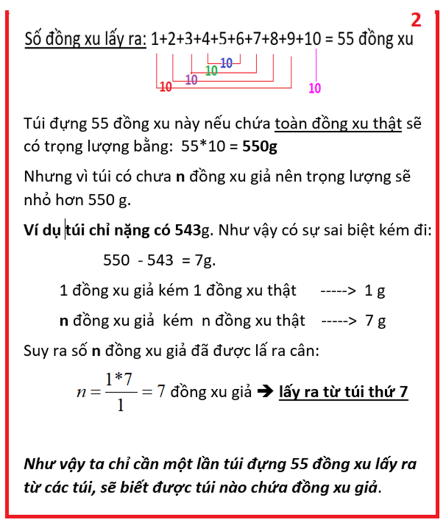 2
Số đồng xu lấy ra: 1+2+3+4+5+6+7+8+9+10 = 55 đồng xu
10
10
10
10
10
Túi đựng 55 đồng xu này nếu chứa toàn đồng xu thật sẽ
có trọng lượng bằng: 55*10 = 550g
Nhưng vì túi có chưa n đồng xu giả nên trọng lượng sẽ
nhỏ hơn 550 g.
Ví dụ túi chỉ nặng có 543g. Như vậy có sự sai biệt kém đi:
550 - 543 = 7g.
1 đồng xu giả kém 1 đồng xu thật -----> 1 g
n đồng xu giả kém n đồng xu thật ----> 7 g
Suy ra số n đồng xu giả đã được lấ ra cân:
n = 1*7/1 = 7 đồng xu giả ➔ lấy ra từ túi thứ 7
Như vậy ta chỉ cần một lần túi đựng 55 đồng xu lấy ra
từ các túi, sẽ biết được túi nào chứa đồng xu giả.